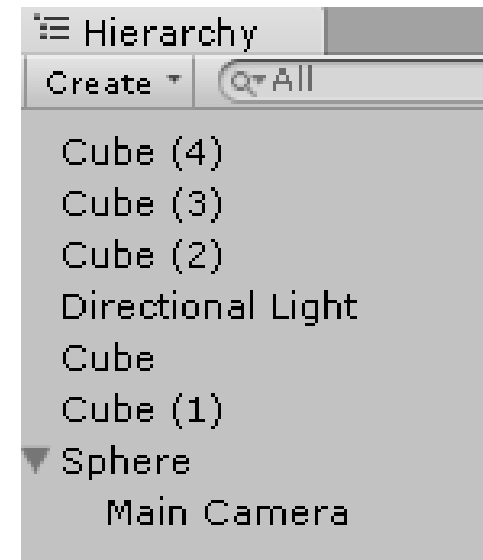 Hierarchy
Create All
Cube (4)
Cube (3)
Cube (2)
Directional Light
Cube
Cube (1)
Sphere
Main Camera